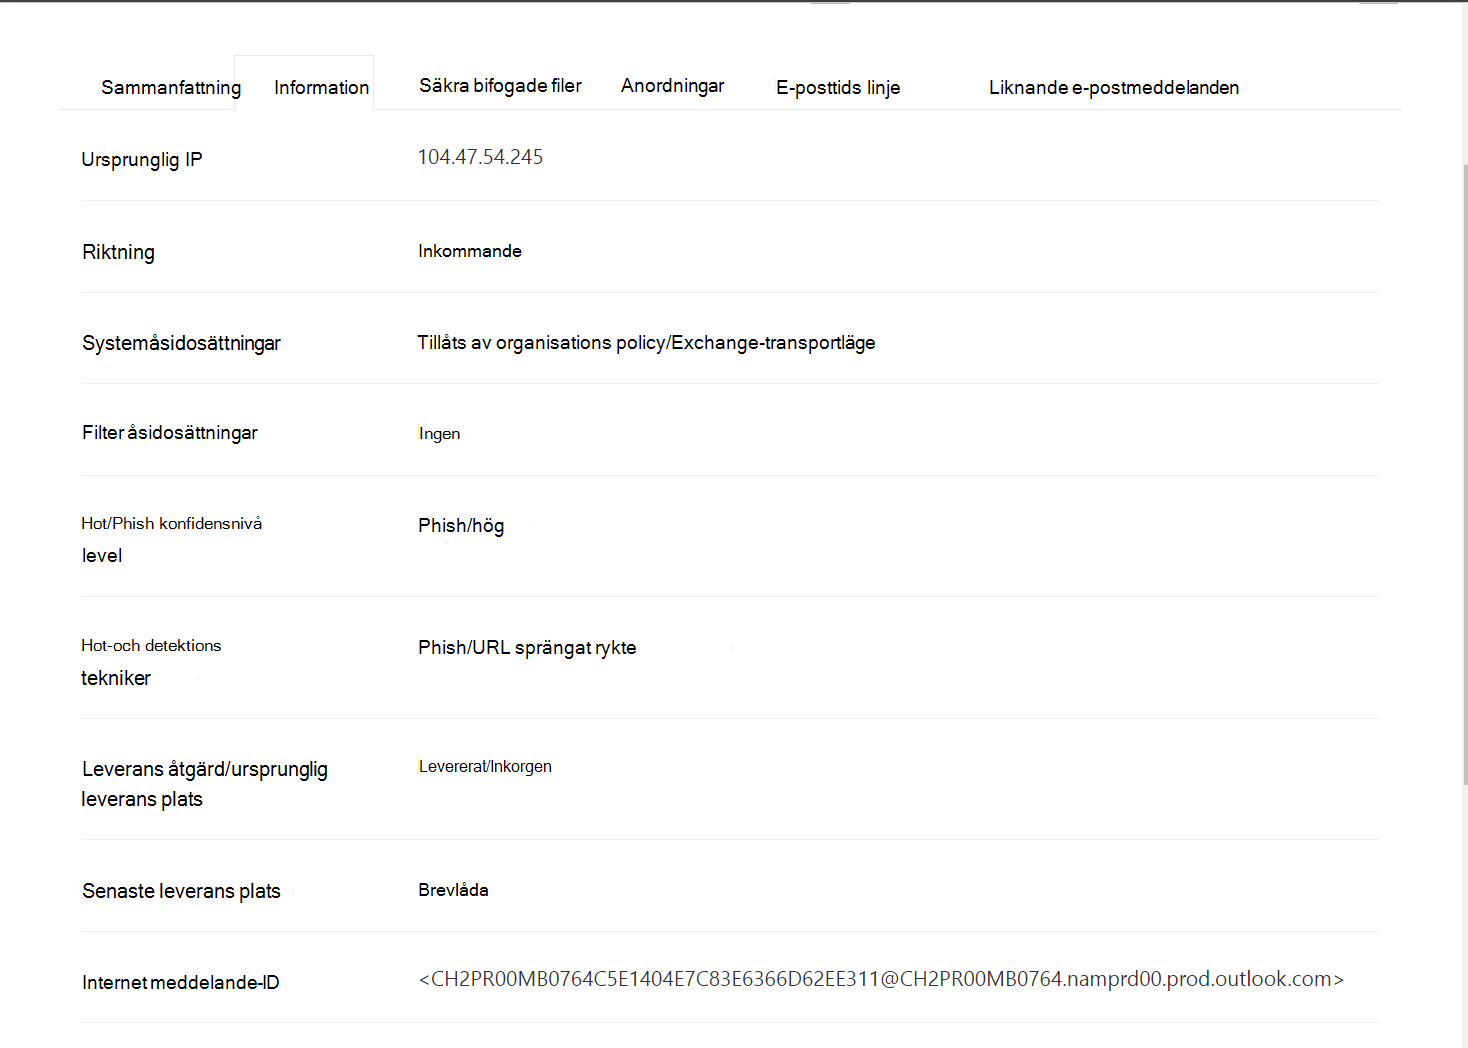 Sammanfattning Information Säkra bifogade filer Anordningar E-posttids linje Liknande e-postmeddelanden
Ursprunglig IP 104.47.54.245
Riktning Inkommande
Systemåsidosättningar Tillåts av organisations policy/Exchange-transportläge
Filter åsidosättningar Ingen
Hot/Phish konfidensnivå Phish/hög
level
Hot-och detektions Phish/URL sprängat rykte
tekniker
Leverans åtgärd/ursprunglig Levererat/Inkorgen
leverans plats
Senaste leverans plats Brevlåda
Internet meddelande-ID <CH2PR00MB0764C5E1404E7C83E6366D62EE311@CH2PR00MB0764.namprd00.prod.outlook.com>